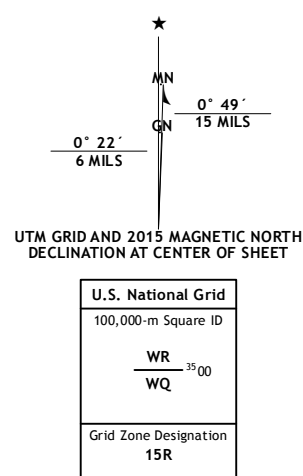 ★
MN
GN
0° 49´
15 MILS
0° 22´
6 MILS
UTM GRID AND 2015 MAGNETIC NORTH
DECLINATION AT CENTER OF SHEET
U.S. National Grid
100,000-m Square ID
WR
3500
WQ
Grid Zone Designation
15R